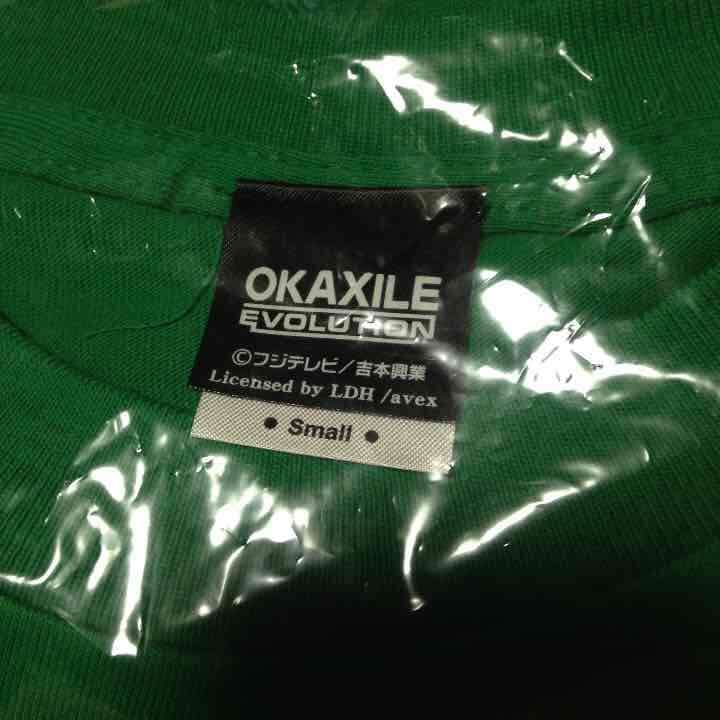 OKAXILE
EVOLUTION
©フジテレビ/吉本興業
Licensed by LDH /avex
• Small •